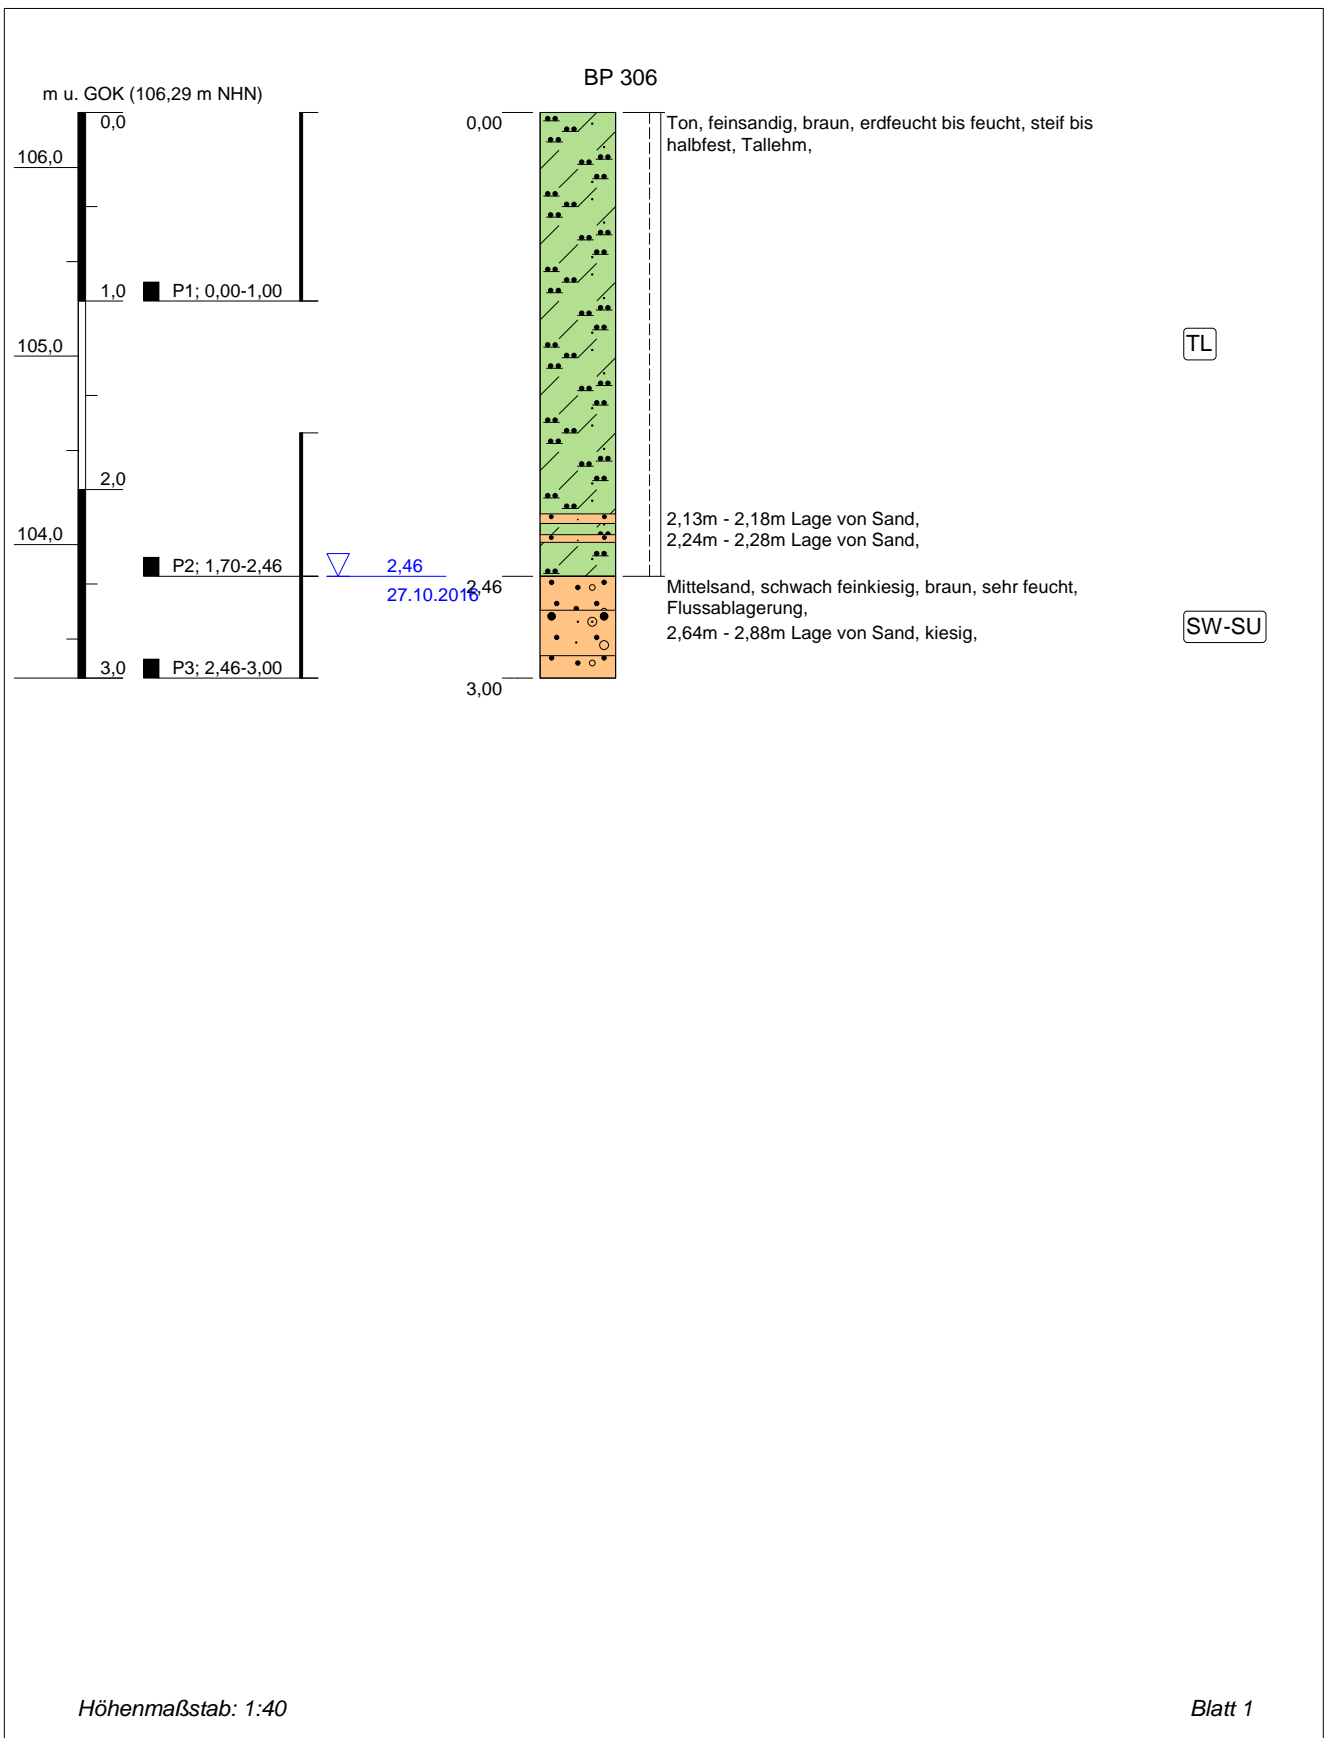 BP 306
m u. GOK (106,29 m NHN)
0,0
0,00
Ton, feinsandig, braun, erdfeucht bis feucht, steif bis
halbfest, Tallehm,
106,0
1,0
P1; 0,00-1,00
105,0
TL
2,0
2,13m - 2,18m Lage von Sand,
104,0
2,24m - 2,28m Lage von Sand,
P2; 1,70-2,46
2,46
27.10.2016
2,46
Mittelsand, schwach feinkiesig, braun, sehr feucht,
Flussablagerung,
2,64m - 2,88m Lage von Sand, kiesig,
SW-SU
3,0
P3; 2,46-3,00
3,00
Höhenmaßstab: 1:40
Blatt 1